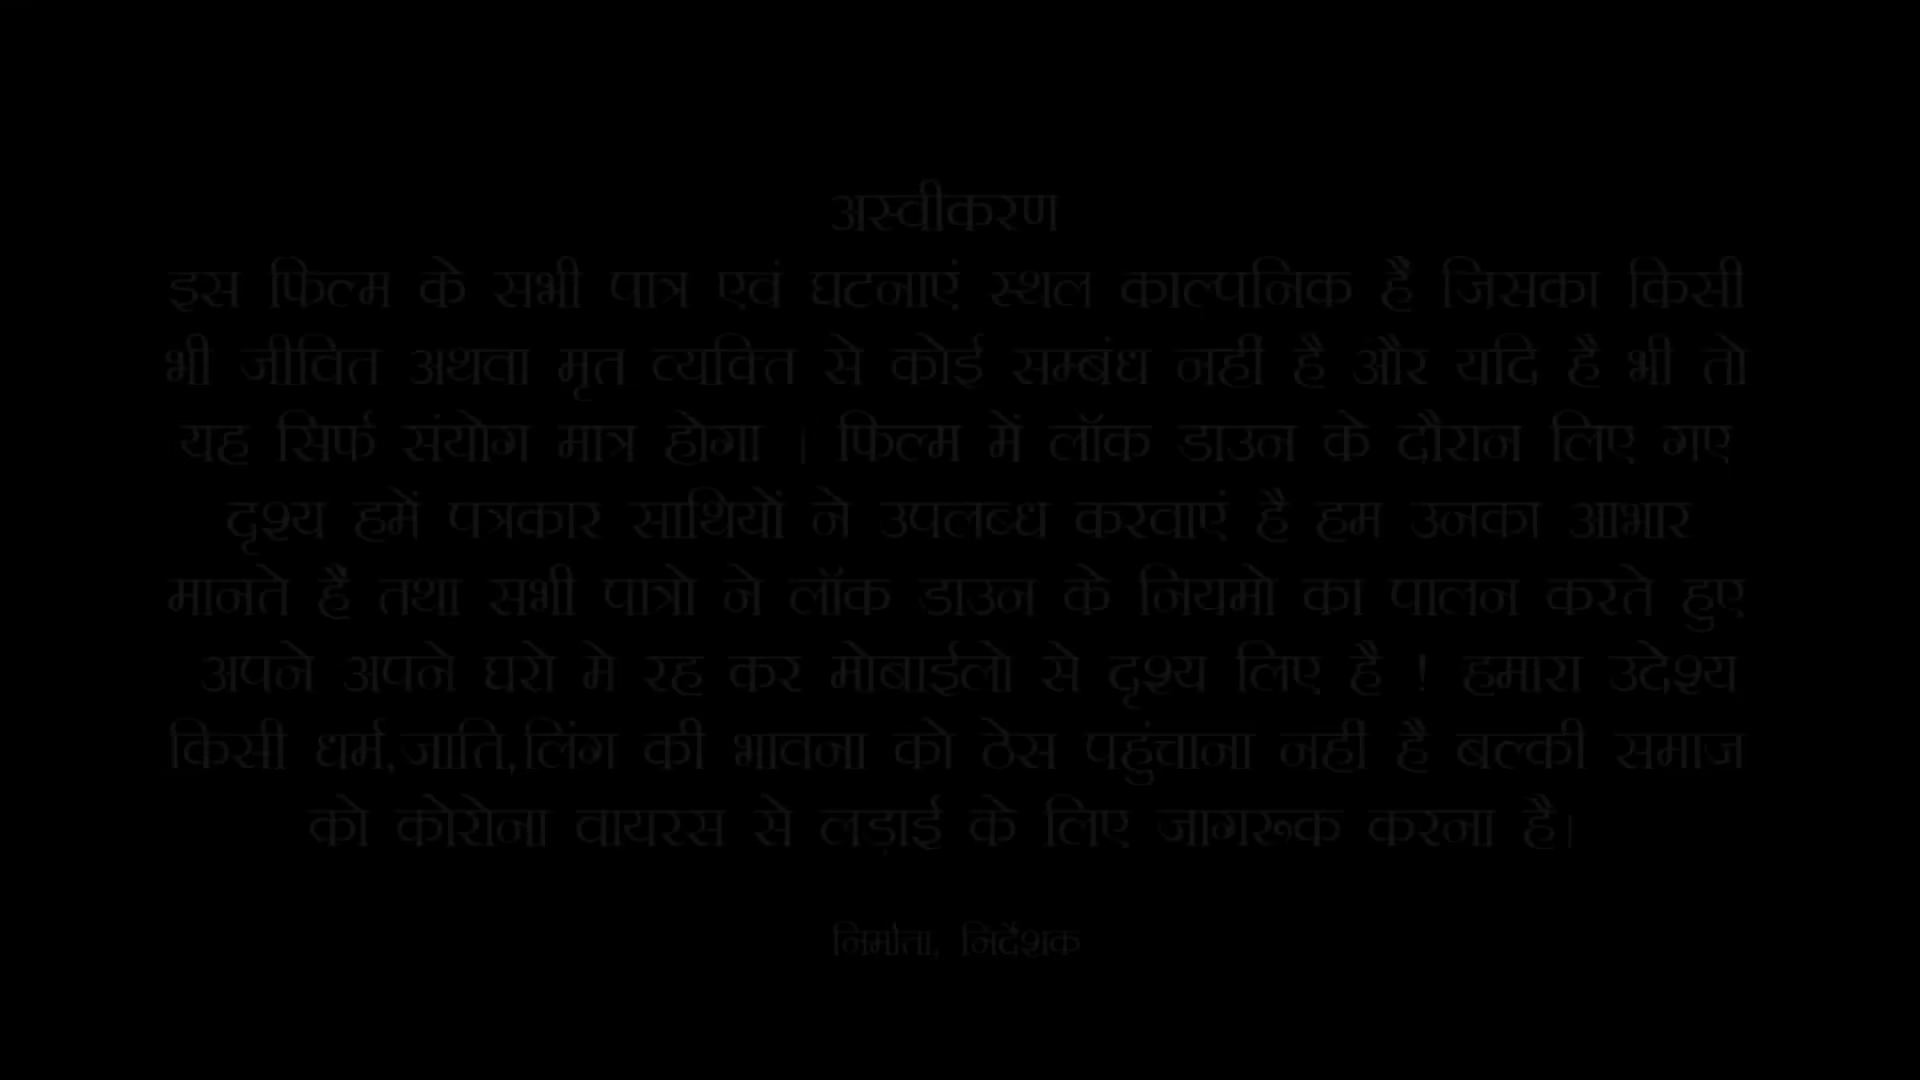 अस्वीकरण
इस फिल्म के सभी पात्र एवं घटनाएं स्थल काल्पनिक हैं जिसका किसी
भी जीवित अथवा मृत व्यक्ति से कोई सम्बंध नहीं है और यदि है भी तो
यह सिर्फ संयोग मात्र होगा । फिल्म में लॉक डाउन के दौरान लिए गए
दृश्य हमें पत्रकार साथियों ने उपलब्ध करवाएं है हम उनका आभार
मानते हैं तथा सभी पात्रो ने लॉक डाउन के नियमो का पालन करते हुए
अपने अपने घरो मे रह कर मोबाईलो से दृश्य लिए है ! हमारा उदेश्य
किसी धर्म,जाति,लिंग की भावना को ठेस पहुंचाना नहीं है बल्की समाज
को कोरोना वायरस से लड़ाई के लिए जागरूक करना है।
निर्माता, निर्देशक